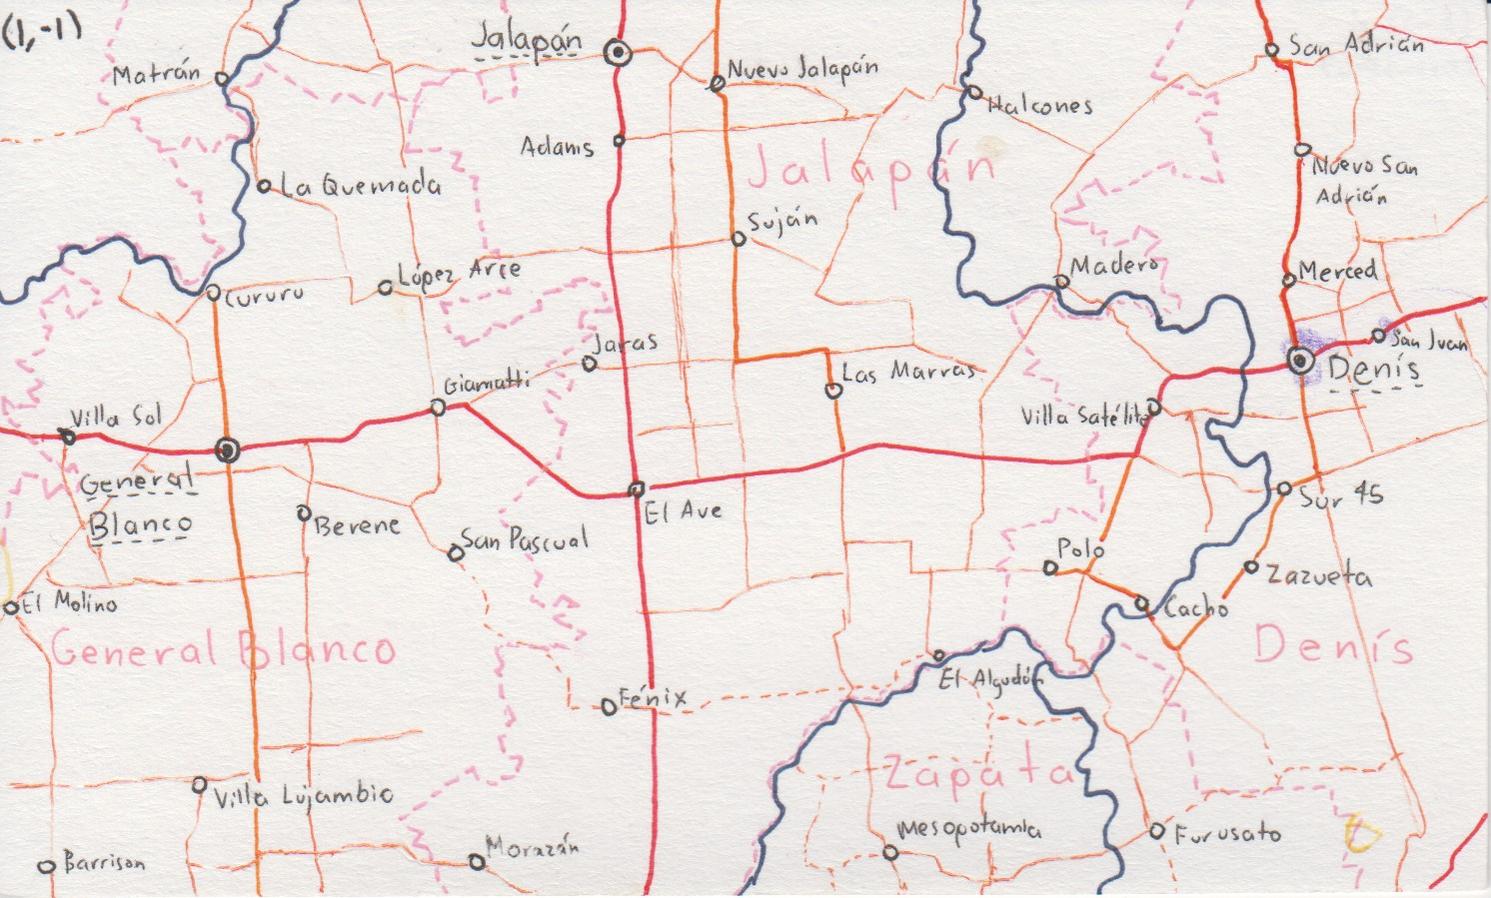 (1,-1)
Jalapán
San Adrián
Matrán
Nuevo Jalapán
Halcones
Adanis
Jalapán
Nuevo San
Adrián
La Quemada
Suján
López Arce
Madero
Merced
Cururu
Jaras
San Juan
Denís
Giamatti
Las Marras
Villa Sol
Villa Satélite
General
Blanco
Berene
El Ave
Sur 45
San Pascual
Polo
Zazueta
El Molino
Cacho
General Blanco
Denís
El Algodón
Fénix
Zapata
Villa Lujambio
Mesopotamia
Furusato
Morazán
Barrison